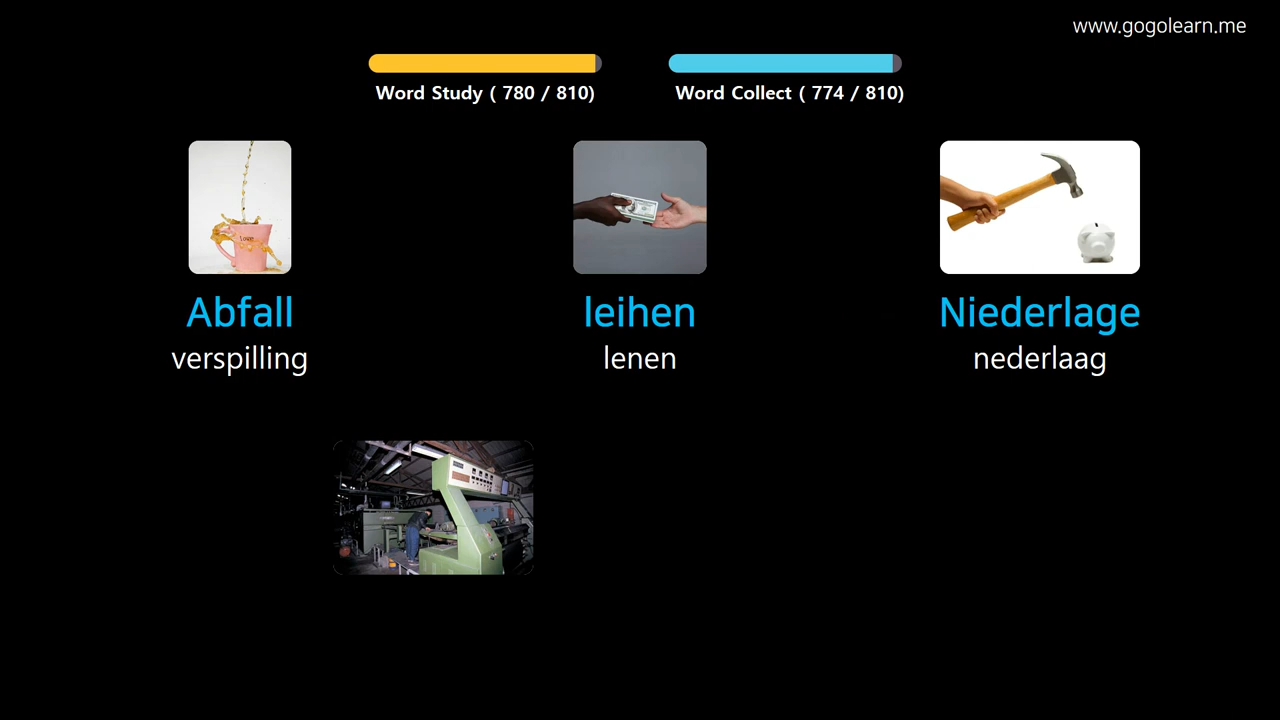 www.gogolearn.me
Word Study ( 780 / 810)
Word Collect ( 774 / 810)
Abfall
verspilling
leihen
lenen
Niederlage
nederlaag